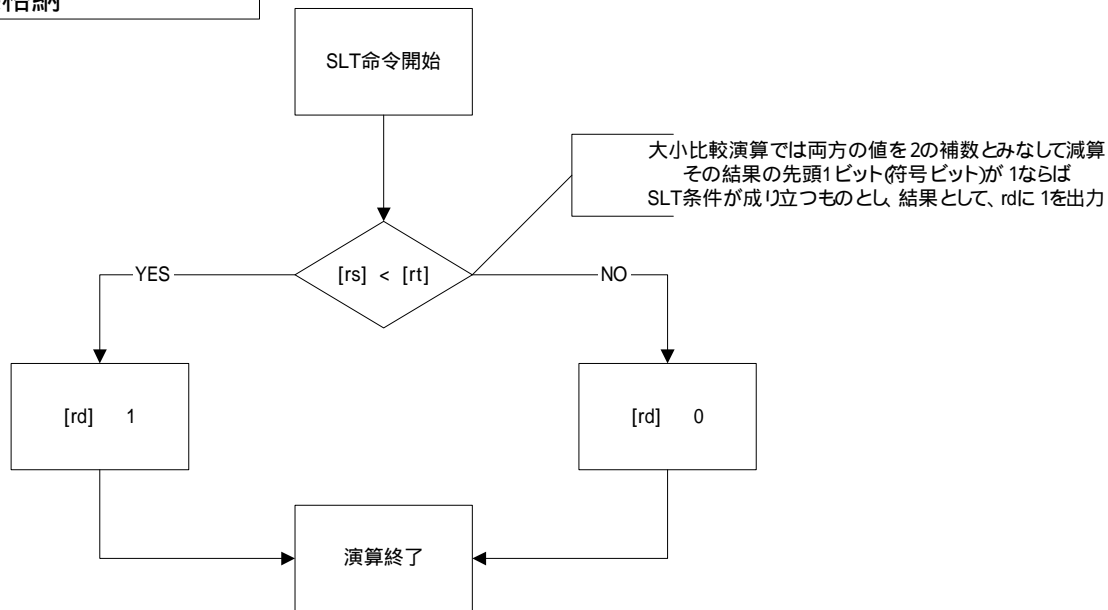 格納
SLT命令開始
大小比較演算では両方の値を2の補数とみなして減算
その結果の先頭1ビット(符号ビット)が 1ならば
SLT条件が成り立つものとし、結果として、rdに 1を出力
[rs] < [rt]
YES
NO
[rd] 1
[rd] 0
演算終了